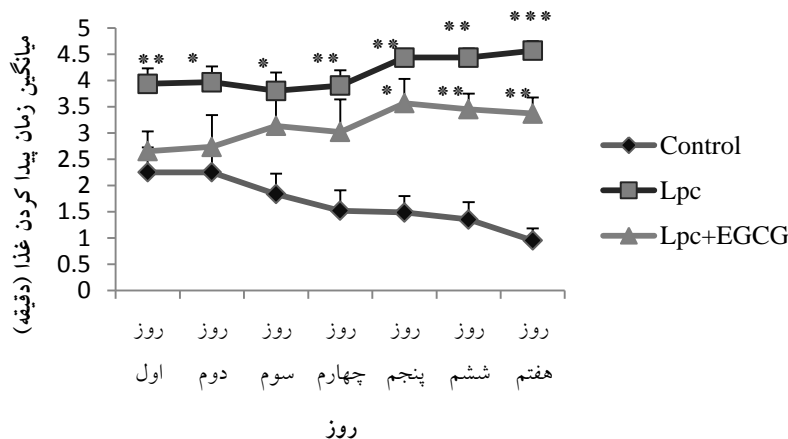 میانگین زمان پیدا کردن غذا (دقیقه)
5
4.5
4
3.5
3
2.5
2
1.5
1
0.5
0
** * * ** ** ** ***
* ** **
روز روز روز روز روز روز روز
اول دوم سوم چهارم پنجم ششم هفتم
روز
Control
Lpc
Lpc+EGCG